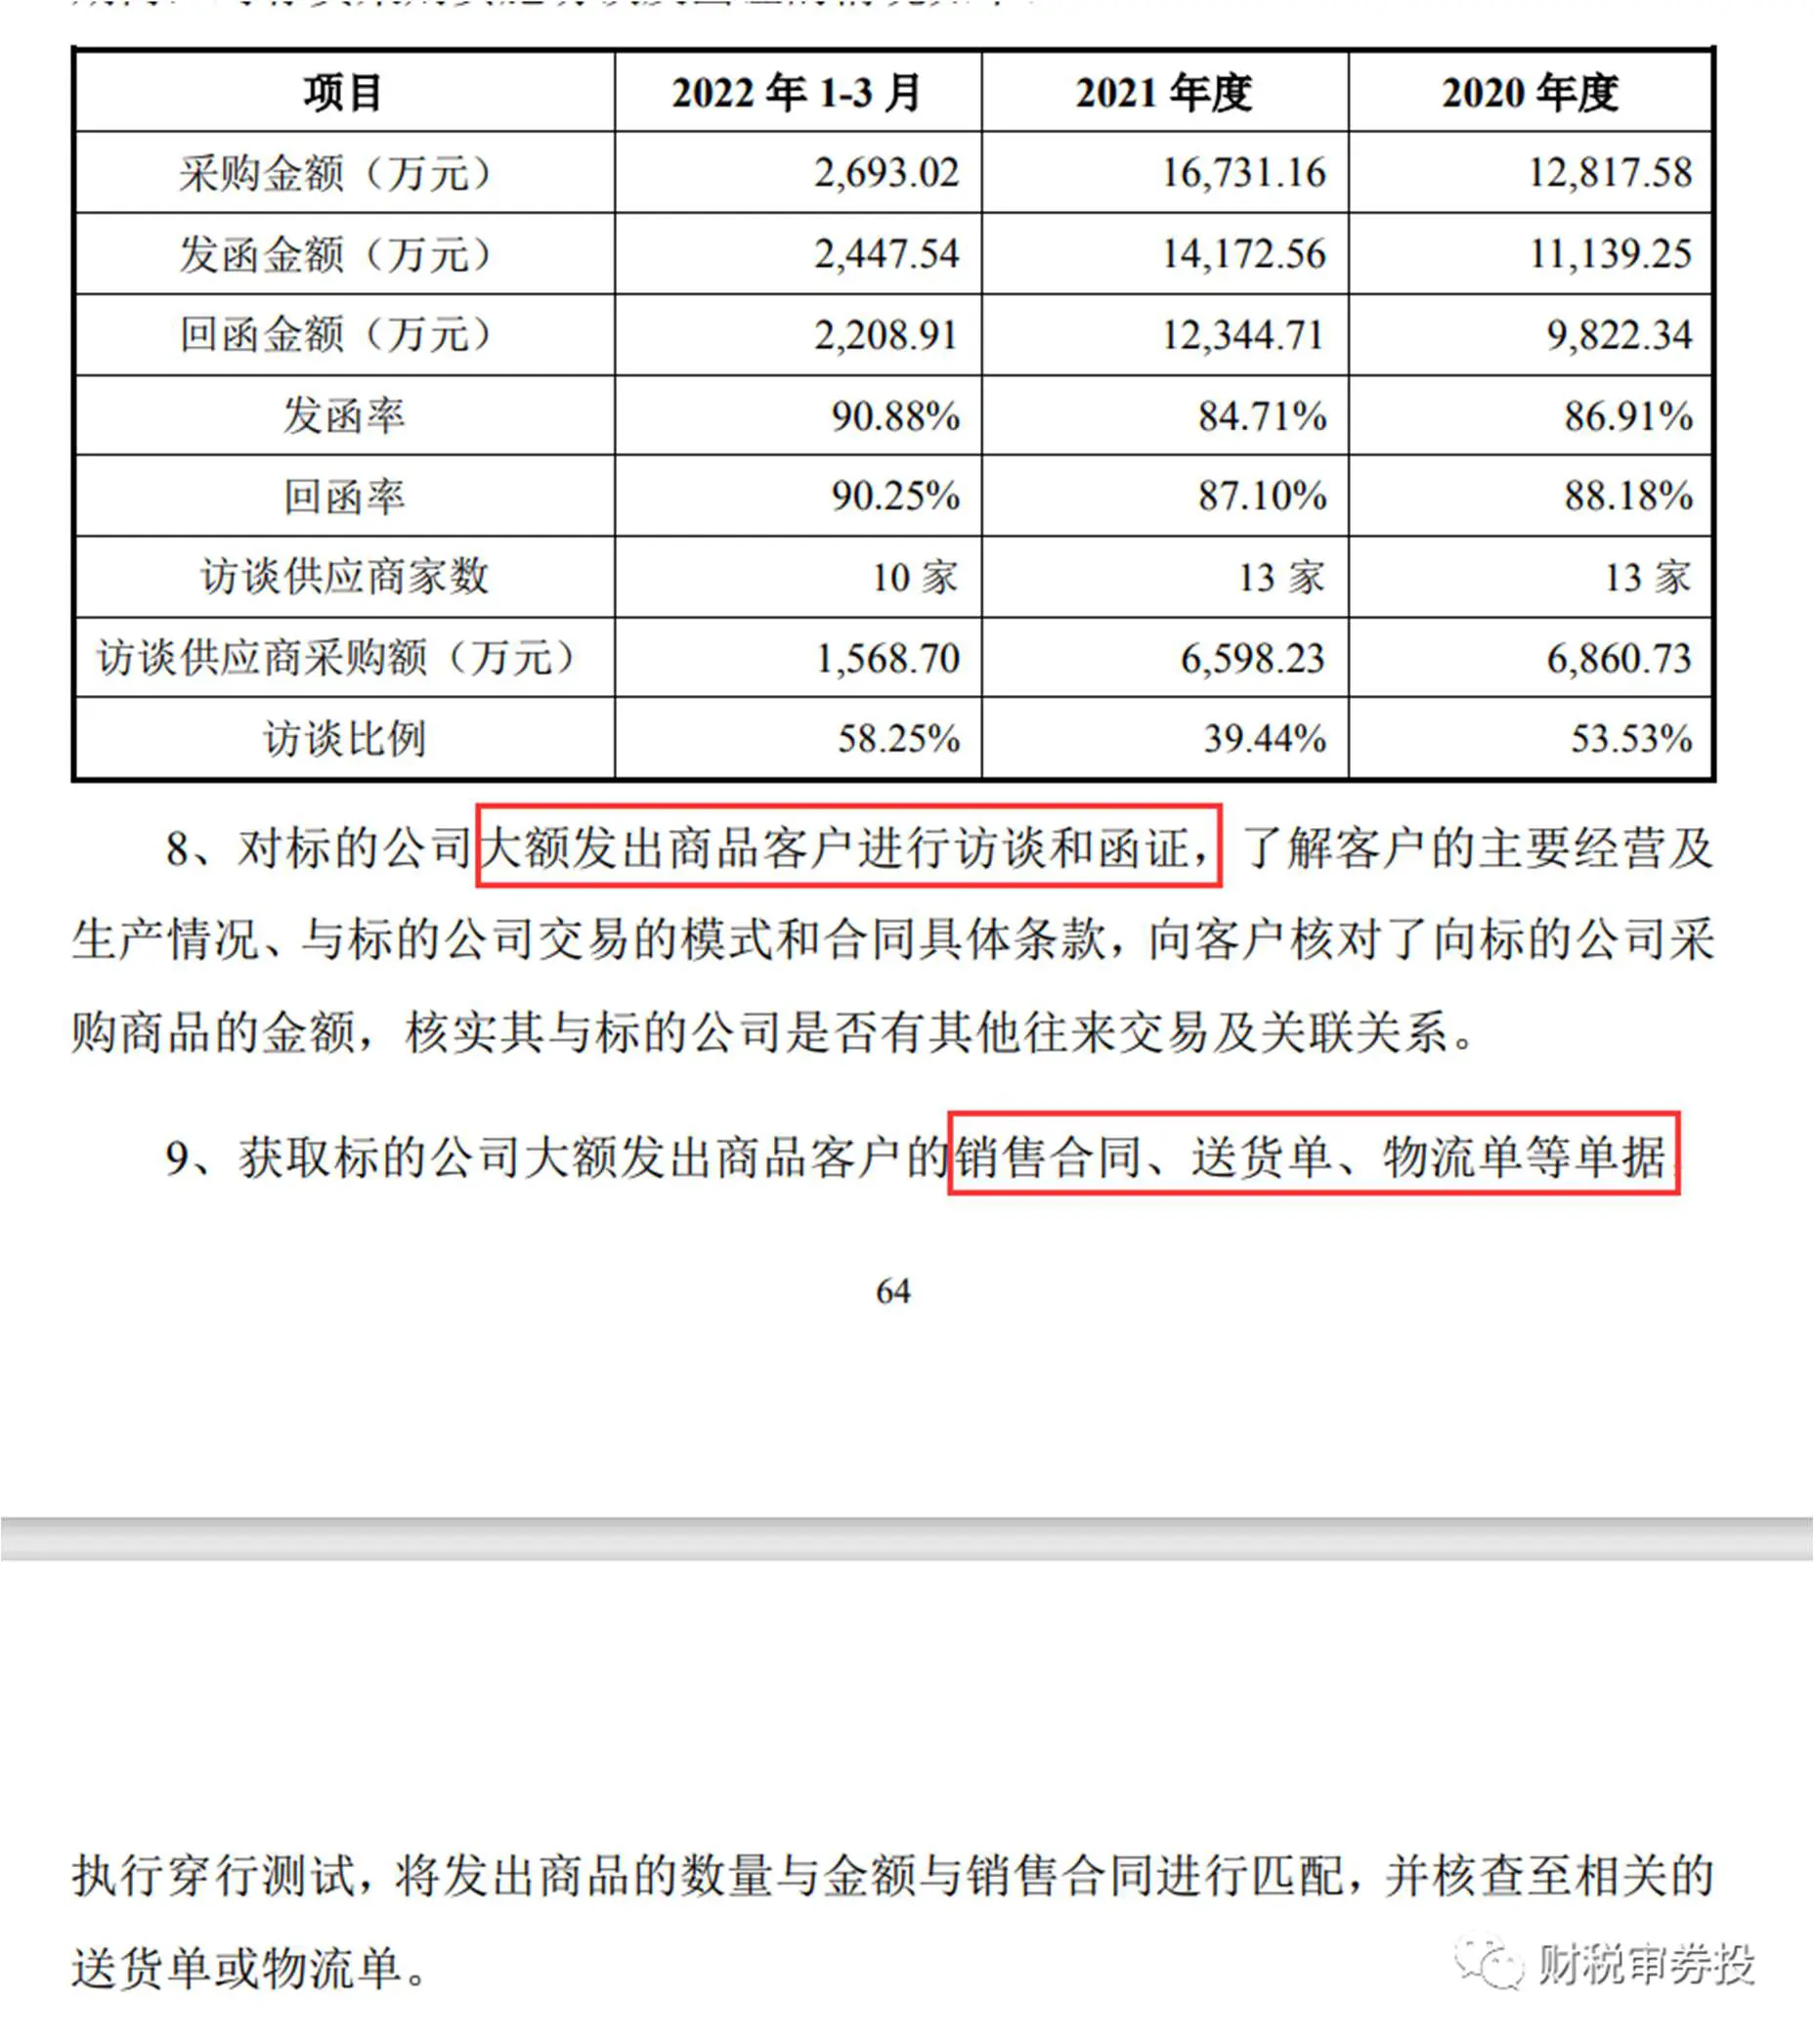 项目 2022 年 1-3 月 2021 年度 2020 年度
采购金额（万元） 2,693.02 16,731.16 12,817.58
发函金额（万元） 2,447.54 14,172.56 11,139.25
回函金额（万元） 2,208.91 12,344.71 9,822.34
发函率 90.88% 84.71% 86.91%
回函率 90.25% 87.10% 88.18%
访谈供应商家数 10 家 13 家 13 家
访谈供应商采购额（万元） 1,568.70 6,598.23 6,860.73
访谈比例 58.25% 39.44% 53.53%
8、对标的公司大额发出商品客户进行访谈和函证，了解客户的主要经营及
生产情况、与标的公司交易的模式和合同具体条款，向客户核对了向标的公司采
购商品的金额，核实其与标的公司是否有其他往来交易及关联关系。
9、获取标的公司大额发出商品客户的销售合同、送货单、物流单等单据
64
执行穿行测试，将发出商品的数量与金额与销售合同进行匹配，并核查至相关的
送货单或物流单。
财税审券投